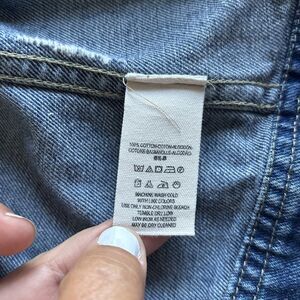 100% COTTON-COTTON-ALGODON-
MACHINE WASH COLD
WITH LIKE COLORS
USE ONLY NON-CHLORINE BLEACH
TUMBLE DRY LOW
LOW IRON AS NEEDED
MAY BE DRY CLEANED